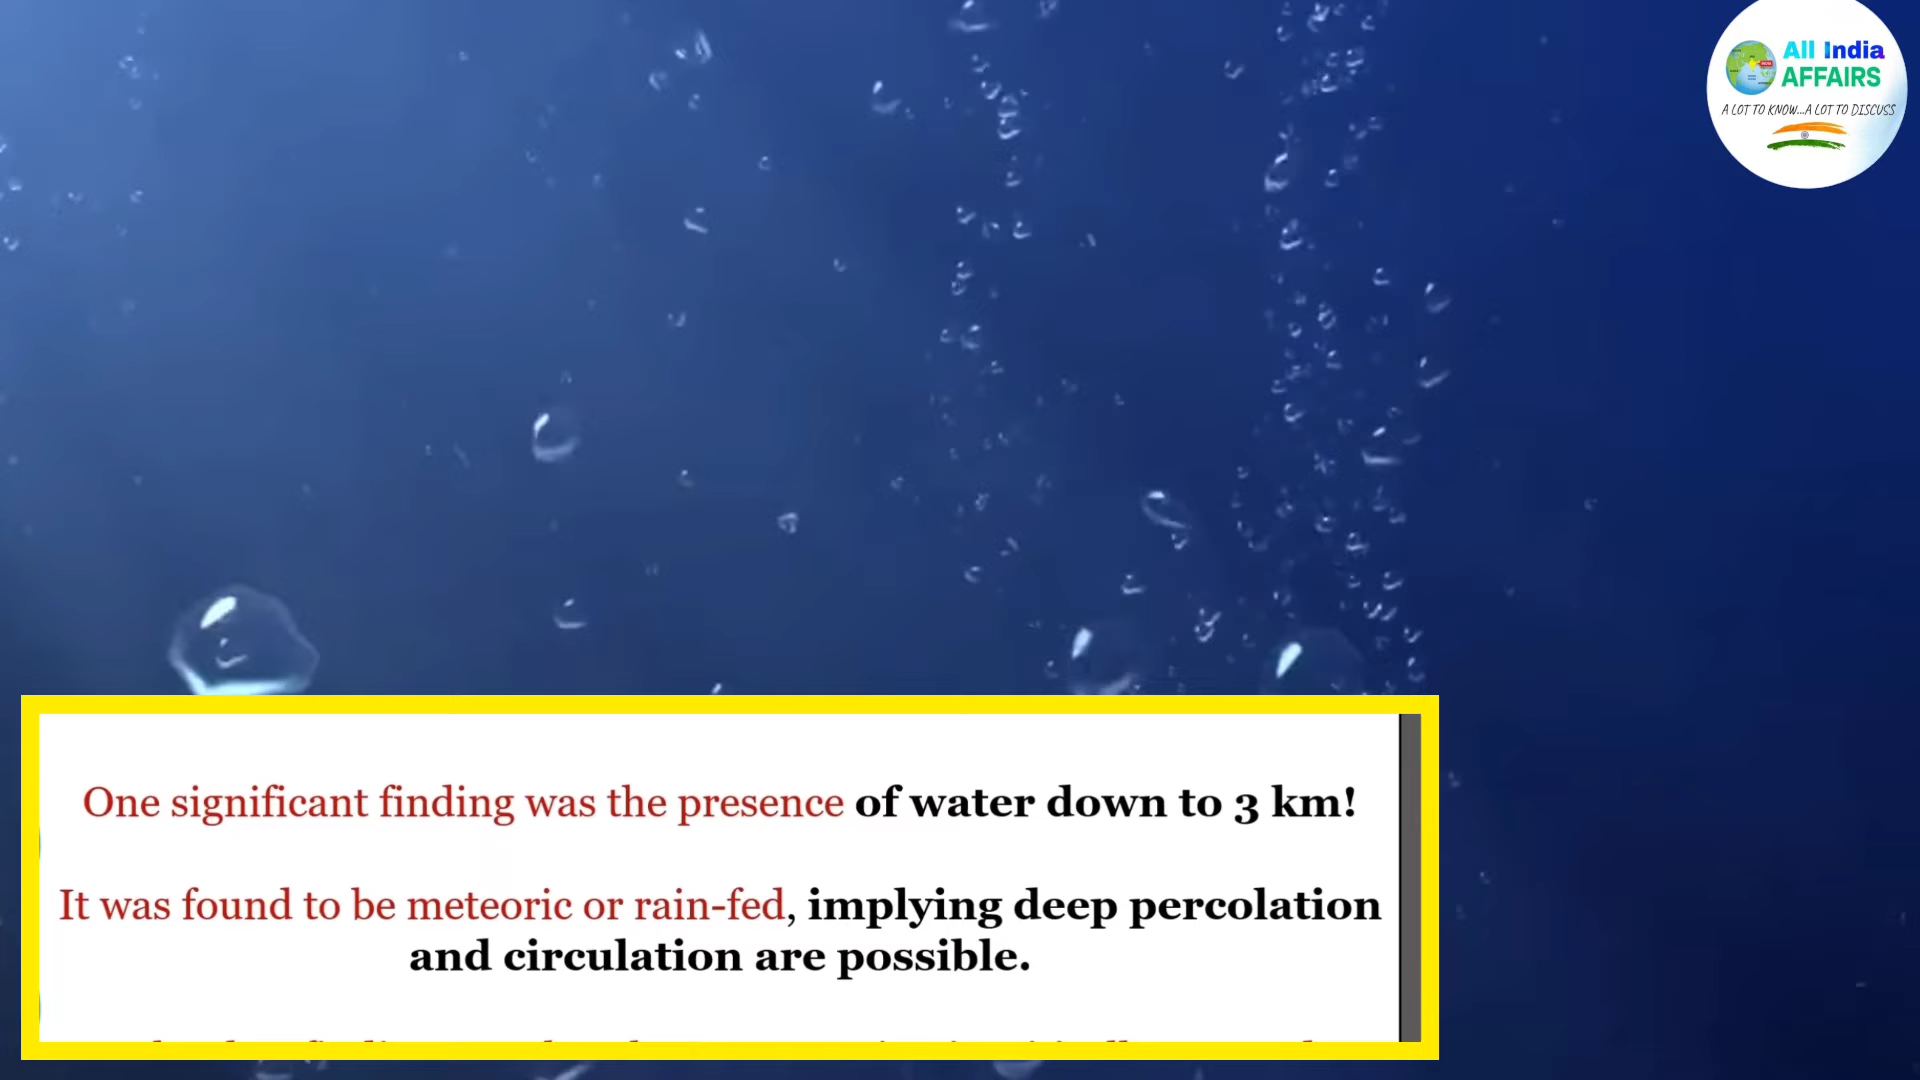 All India
AFFAIRS
A LOT TO KNOW...A LOT TO DISCUSS
One significant finding was the presence of water down to 3 km!
It was found to be meteoric or rain-fed, implying deep percolation
and circulation are possible.